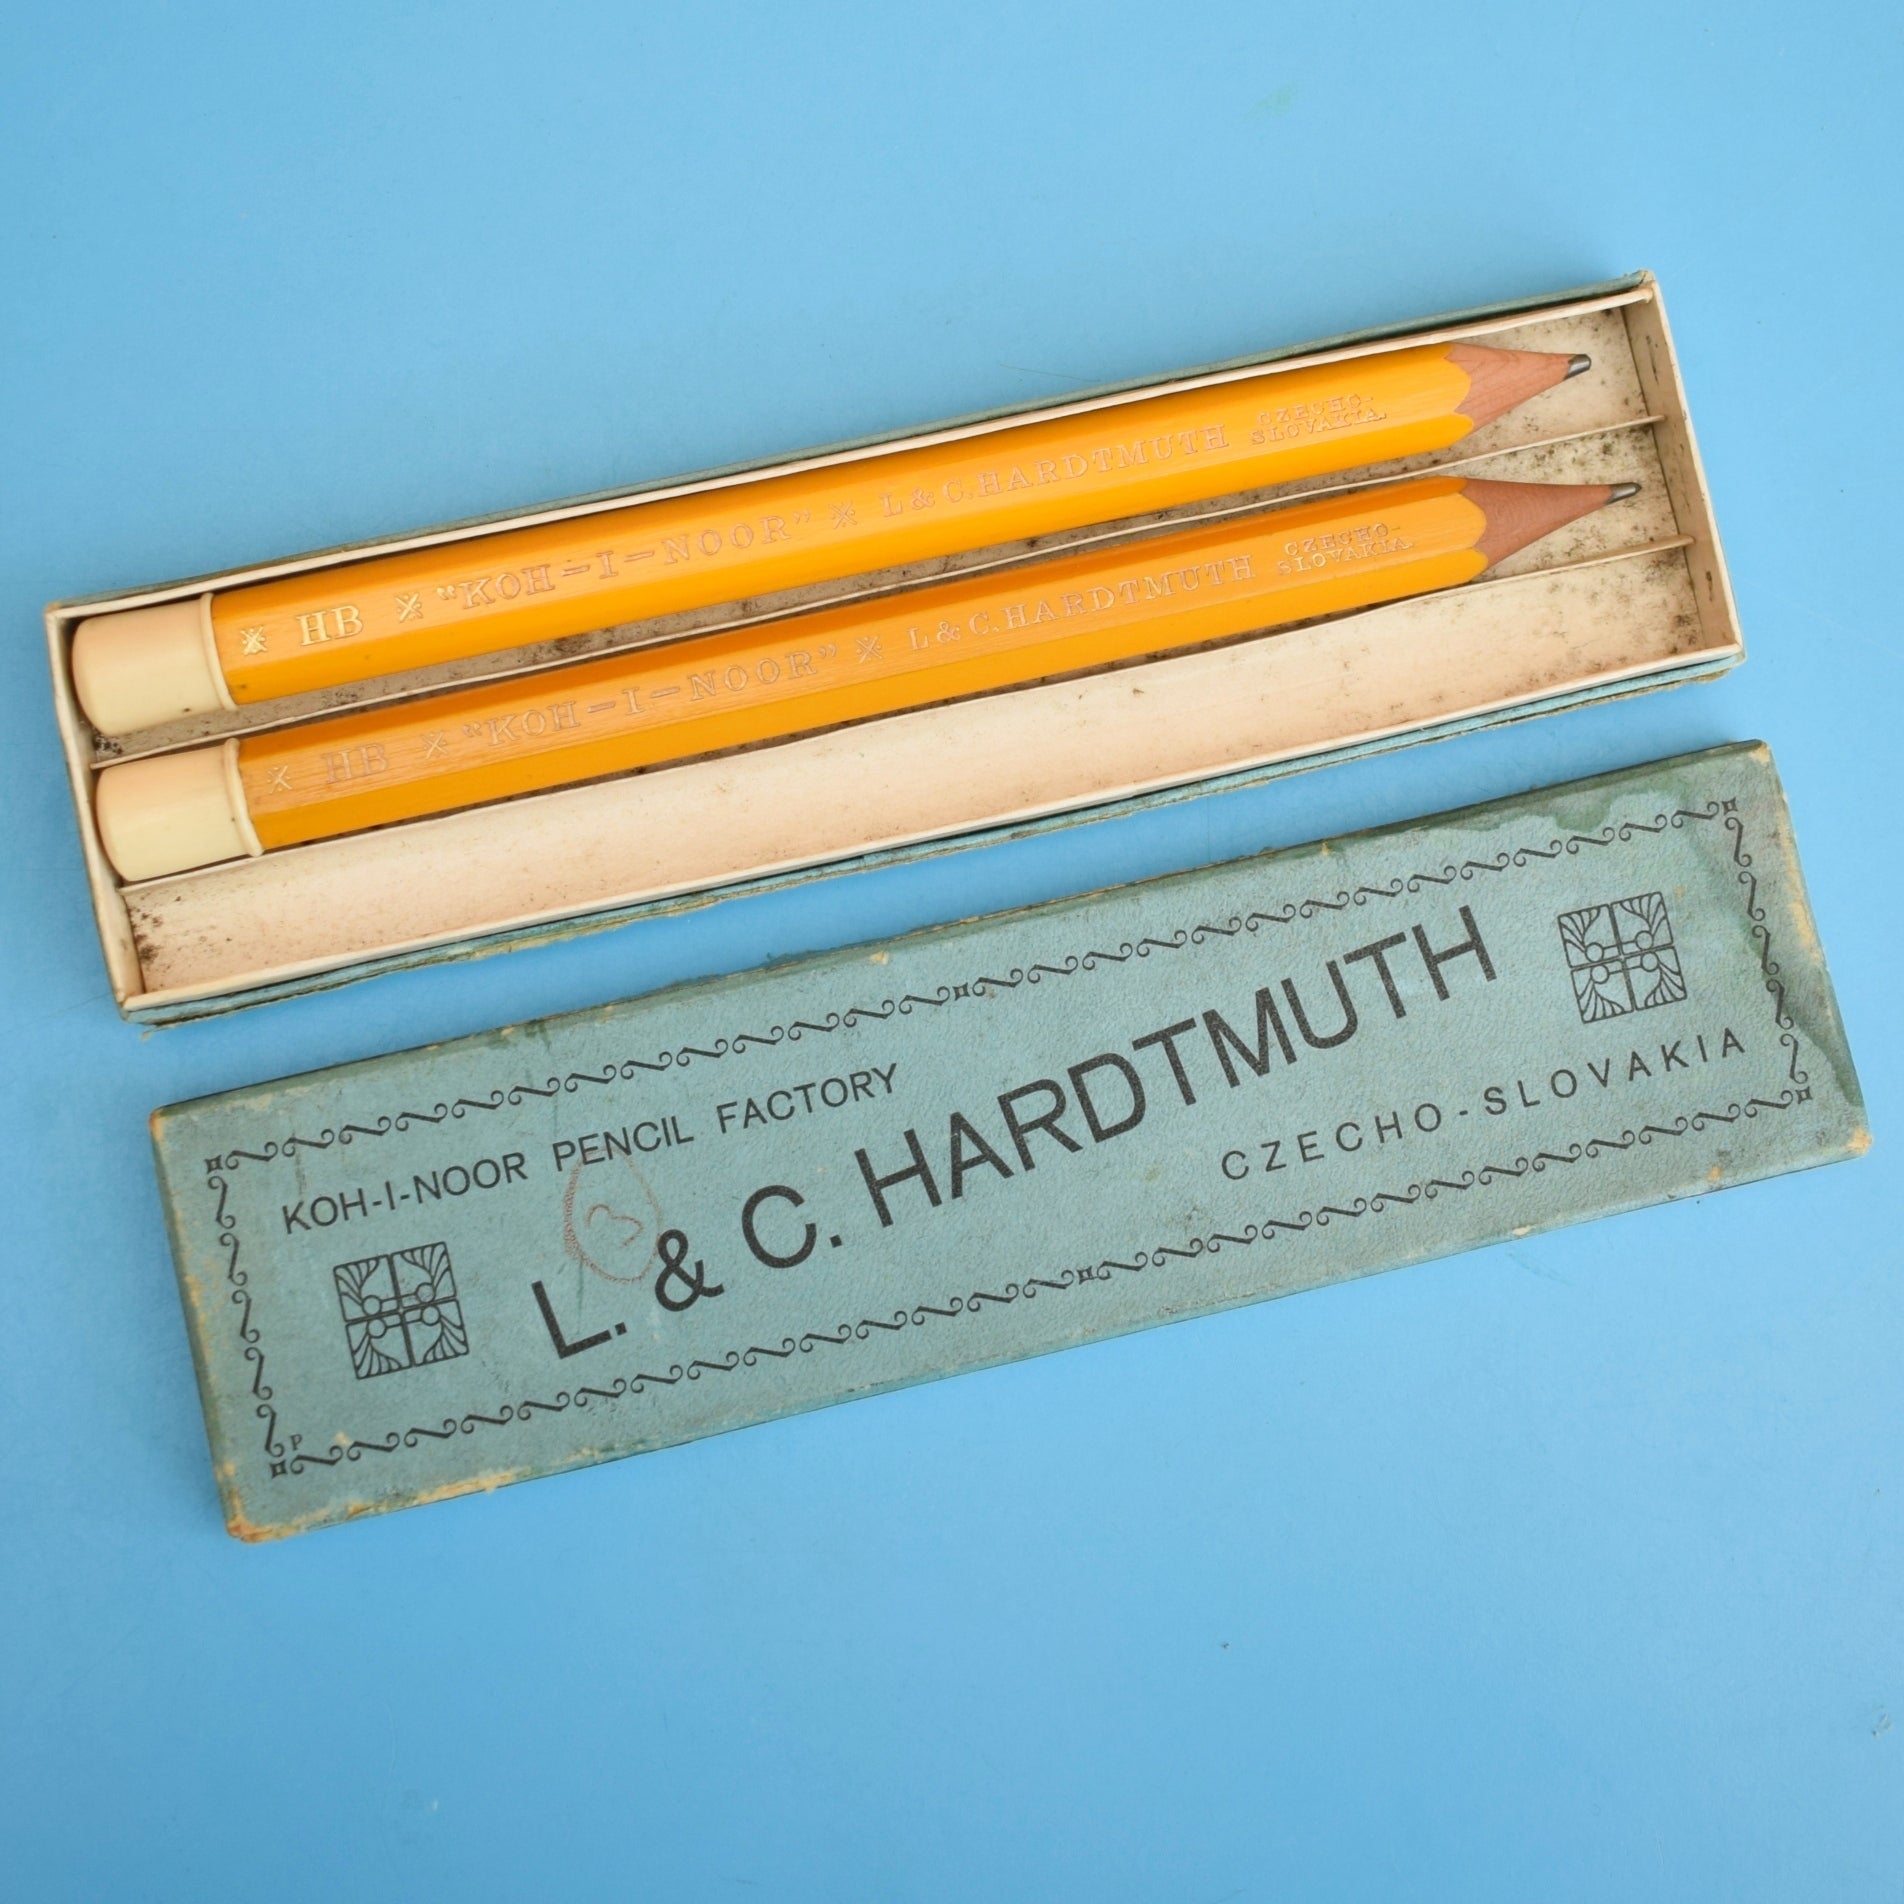 ※ HB ※ "KOH-I-NOOR" ※ L & C. HARDTMUTH CZECHO-
SLOVAKIA.
※ HB ※ "KOH-I-NOOR" ※ L & C. HARDTMUTH CZECHO-
SLOVAKIA.
KOH-I-NOOR PENCIL FACTORY
L. & C. HARDTMUTH
CZECHO-SLOVAKIA
P